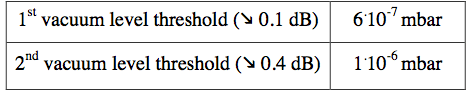 1st vacuum level threshold (↘ 0.1 dB) 6·10-7 mbar
2nd vacuum level threshold (↘ 0.4 dB) 1·10-6 mbar